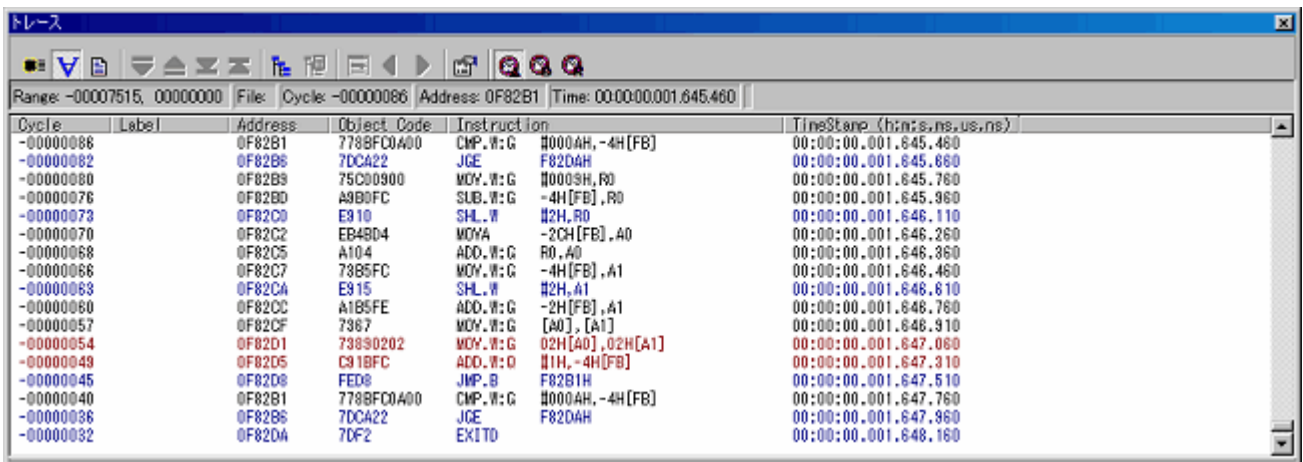 トレース
Range: -00007515, 00000000 File: Cycle: -00000086 Address: 0F82B1 Time: 00:00:00.001.645.460
Cycle Label Address Object Code Instruction TimeStamp (h:m:s.ms.us.ns)
-00000086 0F82B1 778BFC0A00 CMP.W:G #000AH,-4H[FB] 00:00:00.001.645.460
-00000082 0F82B6 7DCA22 JGE F82DAH 00:00:00.001.645.660
-00000080 0F82B9 75C00900 MOV.W:G #0009H,R0 00:00:00.001.645.760
-00000076 0F82BD A9B0FC SUB.W:G -4H[FB],R0 00:00:00.001.645.960
-00000073 0F82C0 E910 SHL.W #2H,R0 00:00:00.001.646.110
-00000070 0F82C2 EB4BD4 MOVA -2CH[FB],A0 00:00:00.001.646.260
-00000068 0F82C5 A104 ADD.W:G R0,A0 00:00:00.001.646.360
-00000066 0F82C7 73B5FC MOV.W:G -4H[FB],A1 00:00:00.001.646.460
-00000063 0F82CA E915 SHL.W #2H,A1 00:00:00.001.646.610
-00000060 0F82CC A1B5FE ADD.W:G -2H[FB],A1 00:00:00.001.646.760
-00000057 0F82CF 7367 MOV.W:G [A0],[A1] 00:00:00.001.646.910
-00000054 0F82D1 73890202 MOV.W:G 02H[A0],02H[A1] 00:00:00.001.647.060
-00000049 0F82D5 C91BFC ADD.W:Q #1H,-4H[FB] 00:00:00.001.647.310
-00000045 0F82D8 FED8 JMP.B F82B1H 00:00:00.001.647.510
-00000040 0F82B1 778BFC0A00 CMP.W:G #000AH,-4H[FB] 00:00:00.001.647.760
-00000036 0F82B6 7DCA22 JGE F82DAH 00:00:00.001.647.960
-00000032 0F82DA 7DF2 EXITD 00:00:00.001.648.160